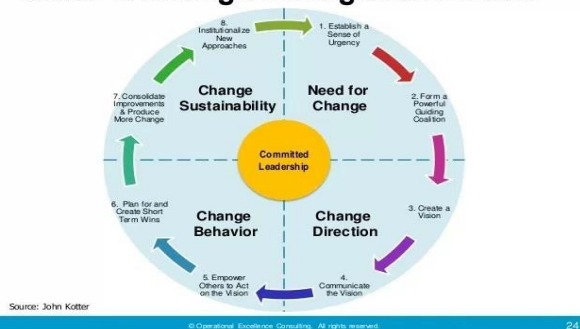 8.
Institutionalize
New
Approaches
1. Establish a
Sense of
Urgency
7. Consolidate
Improvements
& Produce
More Change
Change
Sustainability
Need for
Change
2. Form a
Powerful
Guiding
Coalition
Committed
Leadership
6. Plan for and
Create Short
Term Wins
Change
Behavior
Change
Direction
3. Create a
Vision
5. Empower
Others to Act
on the Vision
4.
Communicate
the Vision
Source: John Kotter
© Operational Excellence Consulting. All rights reserved.
24